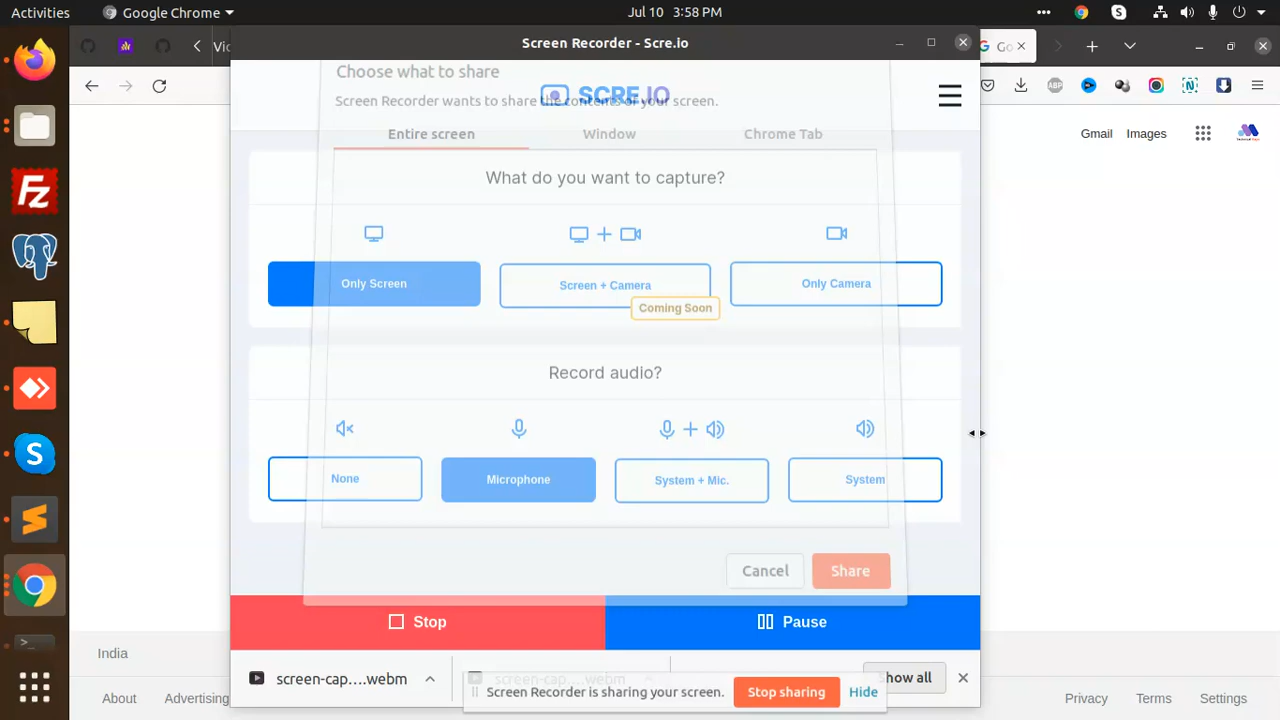 Activities
Google Chrome
Jul 10 3:58 PM
Screen Recorder - Scre.io
Vi
Go
Choose what to share
SCRE.IO
Screen Recorder wants to share the contents of your screen.
ABP
Gmail Images
Entire screen
Window
Chrome Tab
What do you want to capture?
Only Screen
Screen + Camera
Only Camera
Coming Soon
Record audio?
None
Microphone
System + Mic.
System
Cancel
Share
Stop
Pause
India
screen-cap....webm
screen-cap....webm
Show all
Screen Recorder is sharing your screen.
Stop sharing
Hide
About
Advertising
Privacy
Terms
Settings